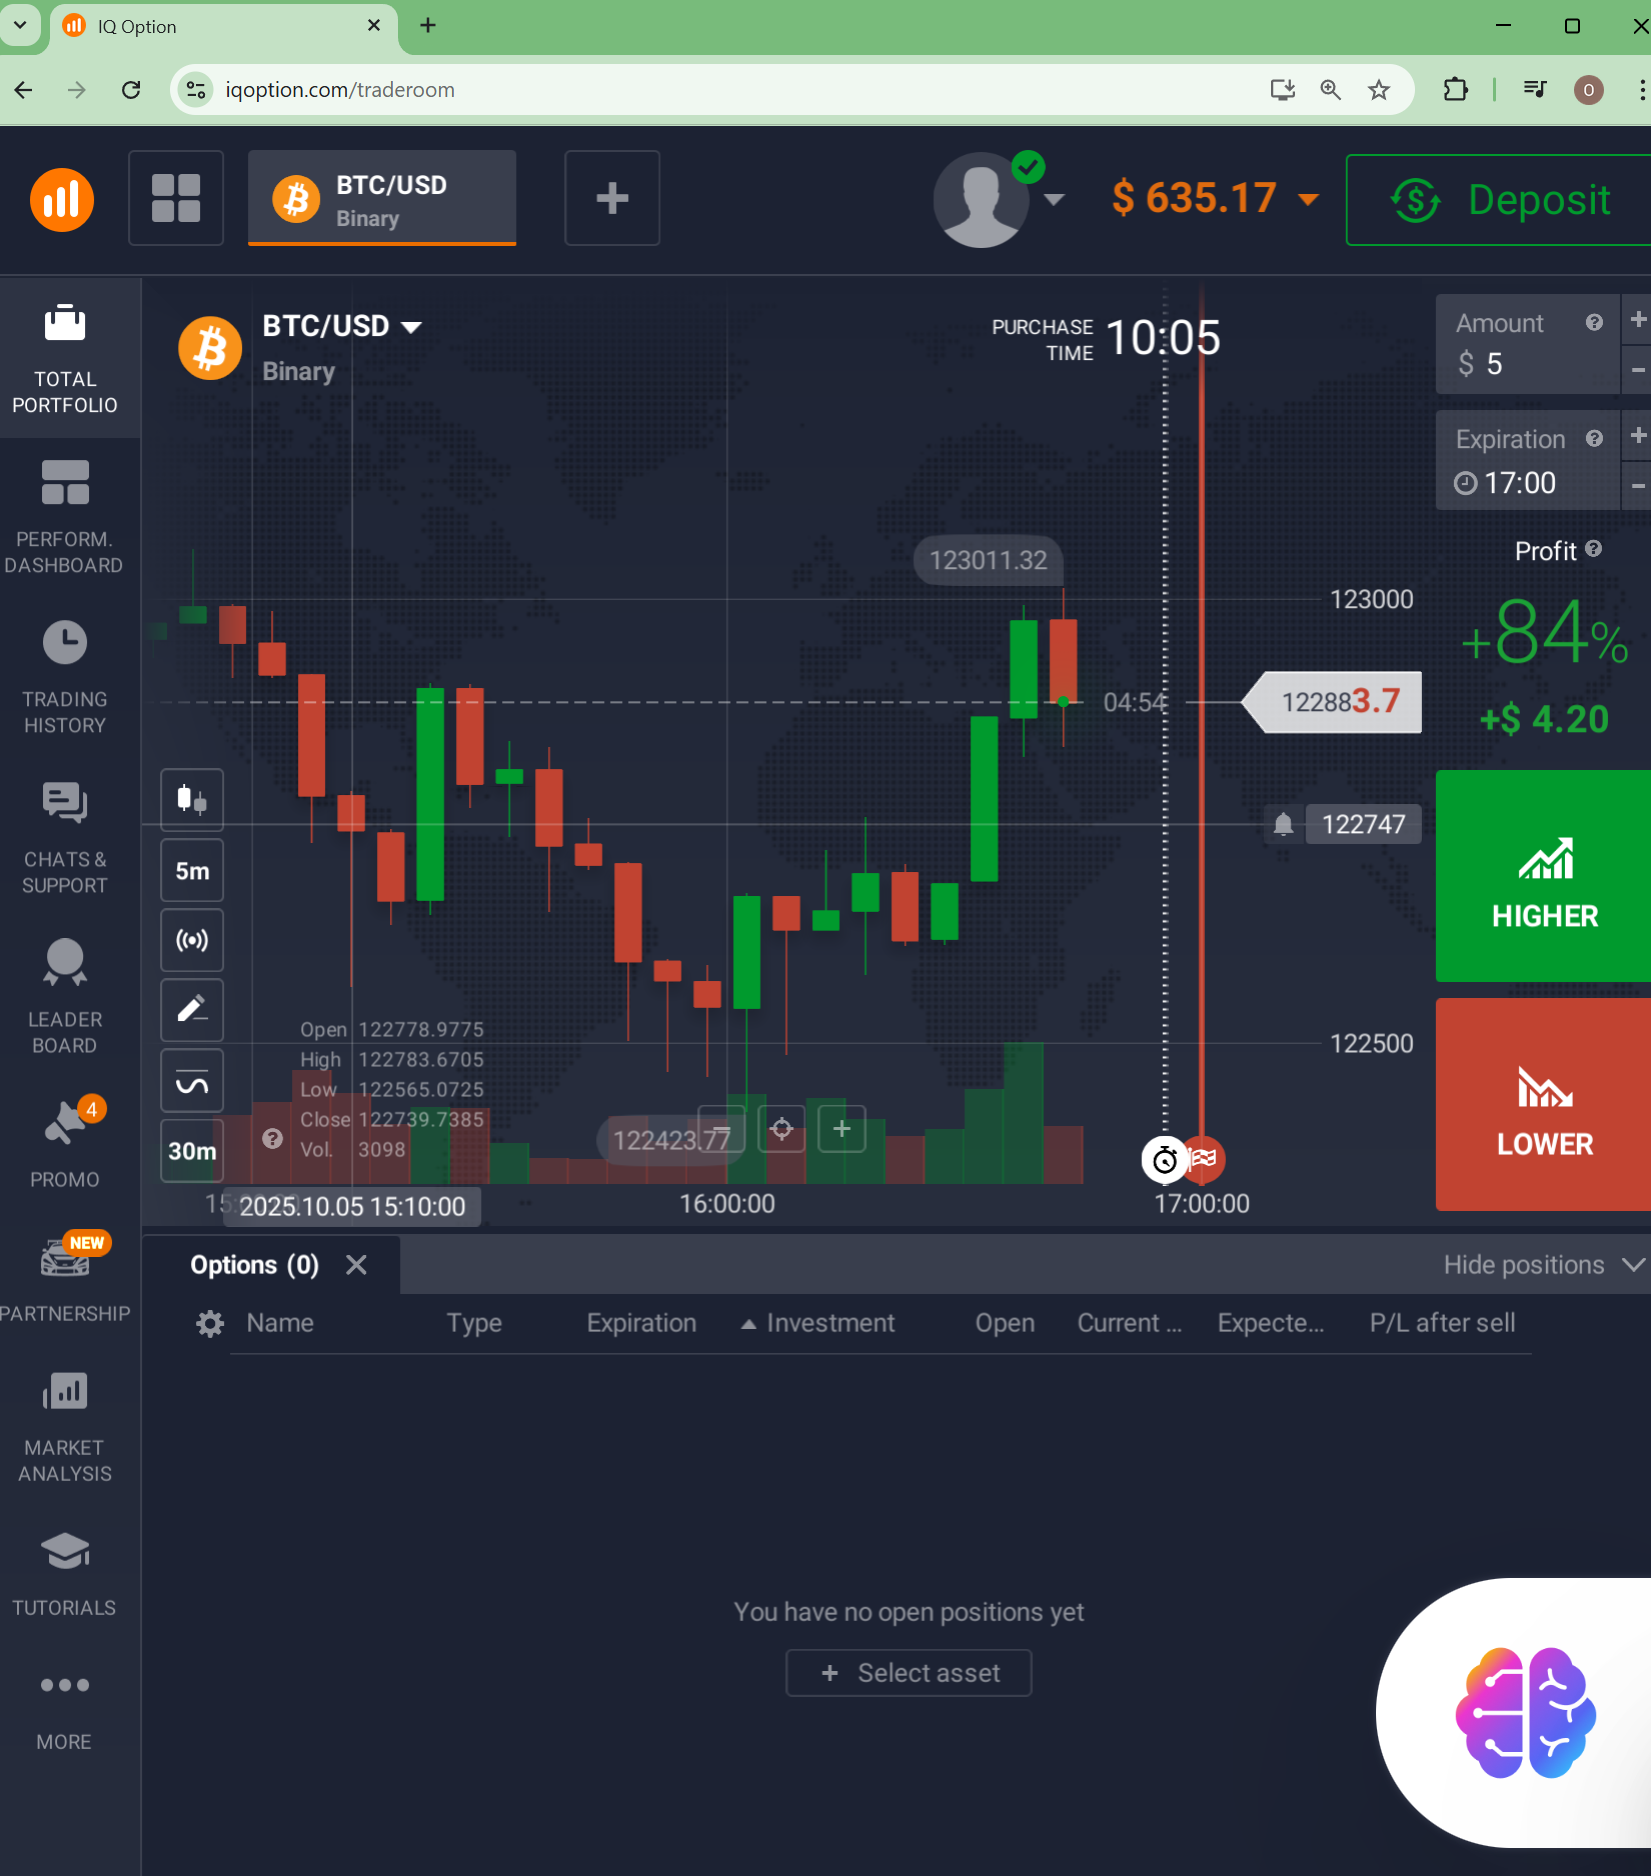 IQ Option
iqoption.com/traderoom
O
BTC/USD
Binary
$ 635.17
Deposit
TOTAL
PORTFOLIO
PERFORM.
DASHBOARD
TRADING
HISTORY
CHATS &
SUPPORT
LEADER
BOARD
4
PROMO
NEW
PARTNERSHIP
MARKET
ANALYSIS
TUTORIALS
MORE
BTC/USD
Binary
PURCHASE
TIME
10:05
123011.32
123000
04:54
122883.7
122747
122500
122423.77
5m
30m
Open 122778.9775
High 122783.6705
Low 122565.0725
Close 122739.7385
Vol. 3098
2025.10.05 15:10:00
16:00:00
17:00:00
Amount
$ 5
Expiration
17:00
Profit
+84%
+$ 4.20
HIGHER
LOWER
Options (0)
Hide positions
Name Type Expiration Investment Open Current ... Expecte... P/L after sell
You have no open positions yet
+ Select asset